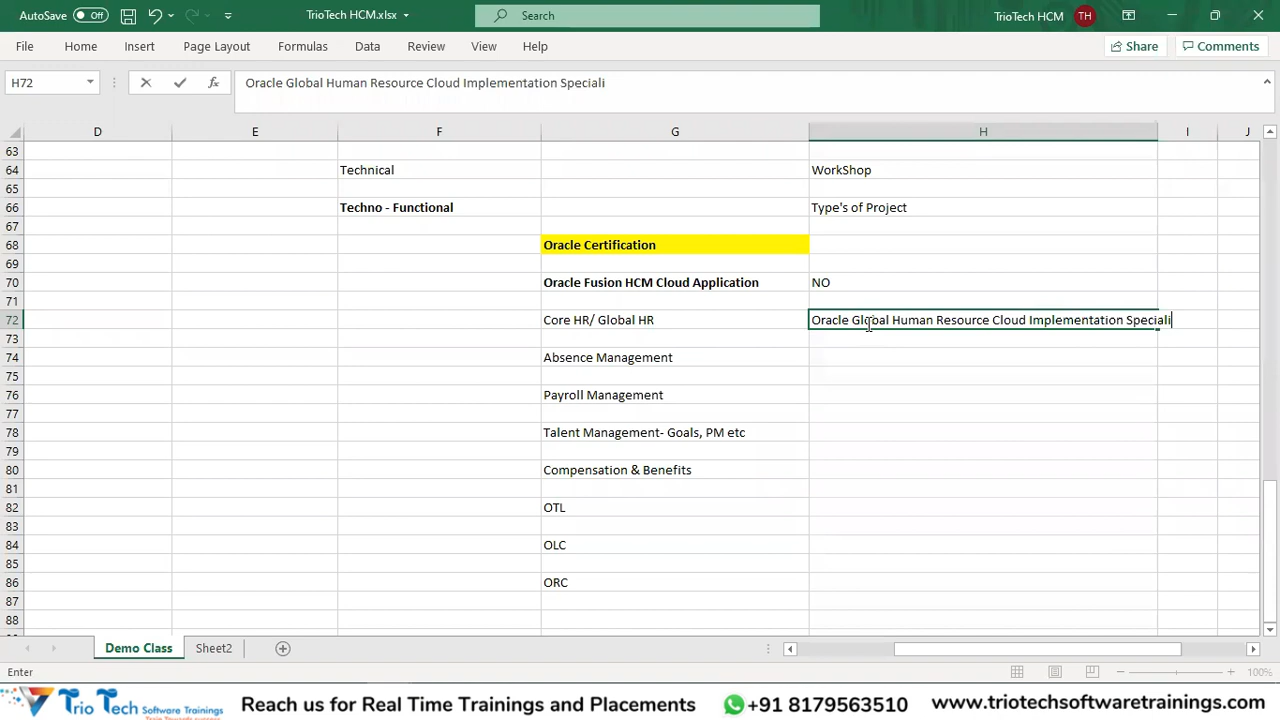 AutoSave Off TrioTech HCM.xlsx Search TrioTech HCM TH
File Home Insert Page Layout Formulas Data Review View Help Share Comments
H72 fx Oracle Global Human Resource Cloud Implementation Speciali
D E F G H I J
63
64 Technical WorkShop
65
66 Techno - Functional Type's of Project
67
68 Oracle Certification
69
70 Oracle Fusion HCM Cloud Application NO
71
72 Core HR/ Global HR Oracle Global Human Resource Cloud Implementation Speciali
73
74 Absence Management
75
76 Payroll Management
77
78 Talent Management- Goals, PM etc
79
80 Compensation & Benefits
81
82 OTL
83
84 OLC
85
86 ORC
87
88
Demo Class Sheet2
Enter 100%
Trio Tech Software Trainings Reach us for Real Time Trainings and Placements +91 8179563510 www.triotechsoftwaretrainings.com
Train Towards success